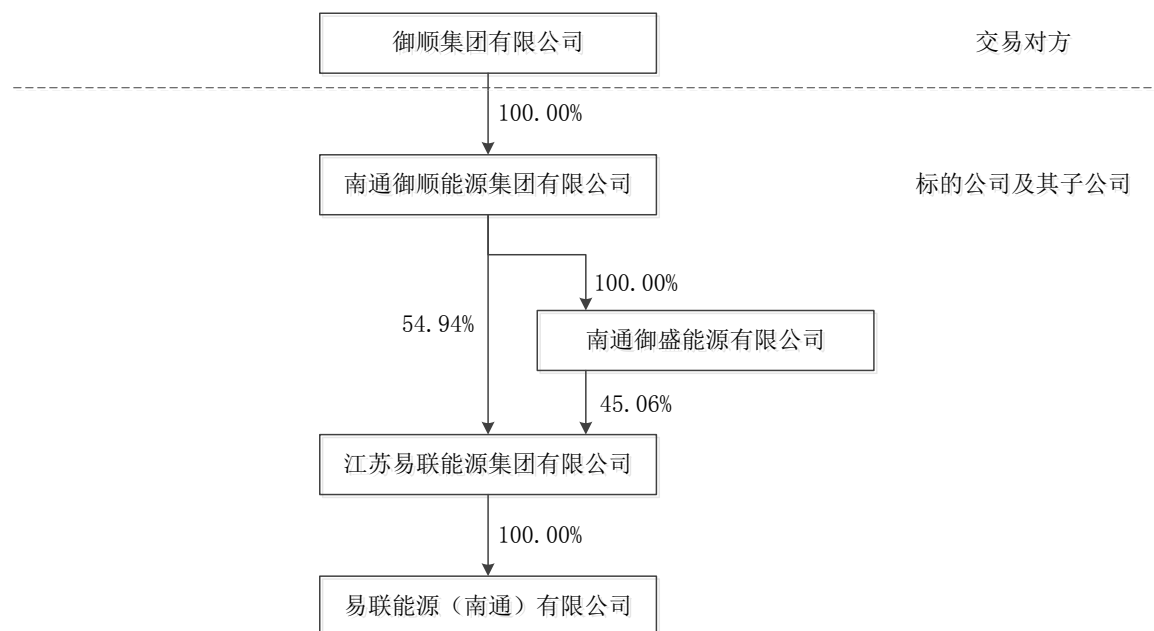 御顺集团有限公司
交易对方
100.00%
南通御顺能源集团有限公司
标的公司及其子公司
100.00%
54.94%
南通御盛能源有限公司
45.06%
江苏易联能源集团有限公司
100.00%
易联能源（南通）有限公司